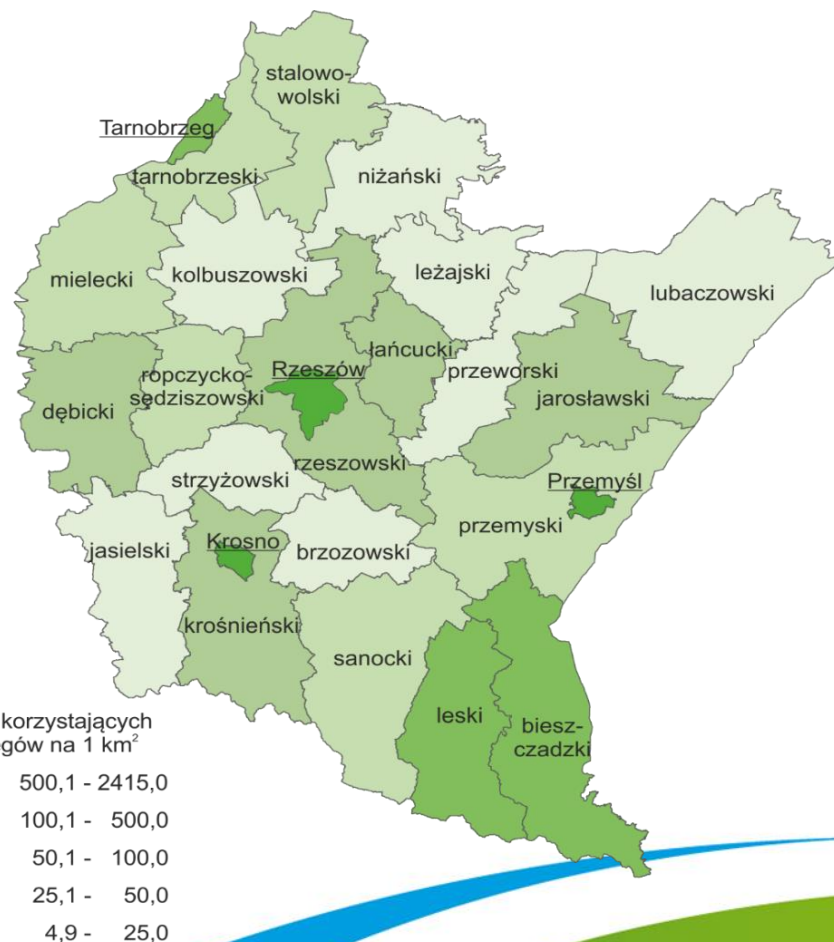 stalowo-
wolski
Tarnobrzeg
tarnobrzeski
niżański
mielecki
kolbuszowski
leżajski
lubaczowski
łańcucki
ropczycko-
sędziszowski
Rzeszów
przeworski
dębicki
jarosławski
strzyżowski
rzeszowski
Przemyśl
przemyski
jasielski
Krosno
brzozowski
krośnieński
sanocki
leski
biesz-
czadzki
korzystających
na 1 km²
500,1 - 2415,0
100,1 - 500,0
50,1 - 100,0
25,1 - 50,0
4,9 - 25,0